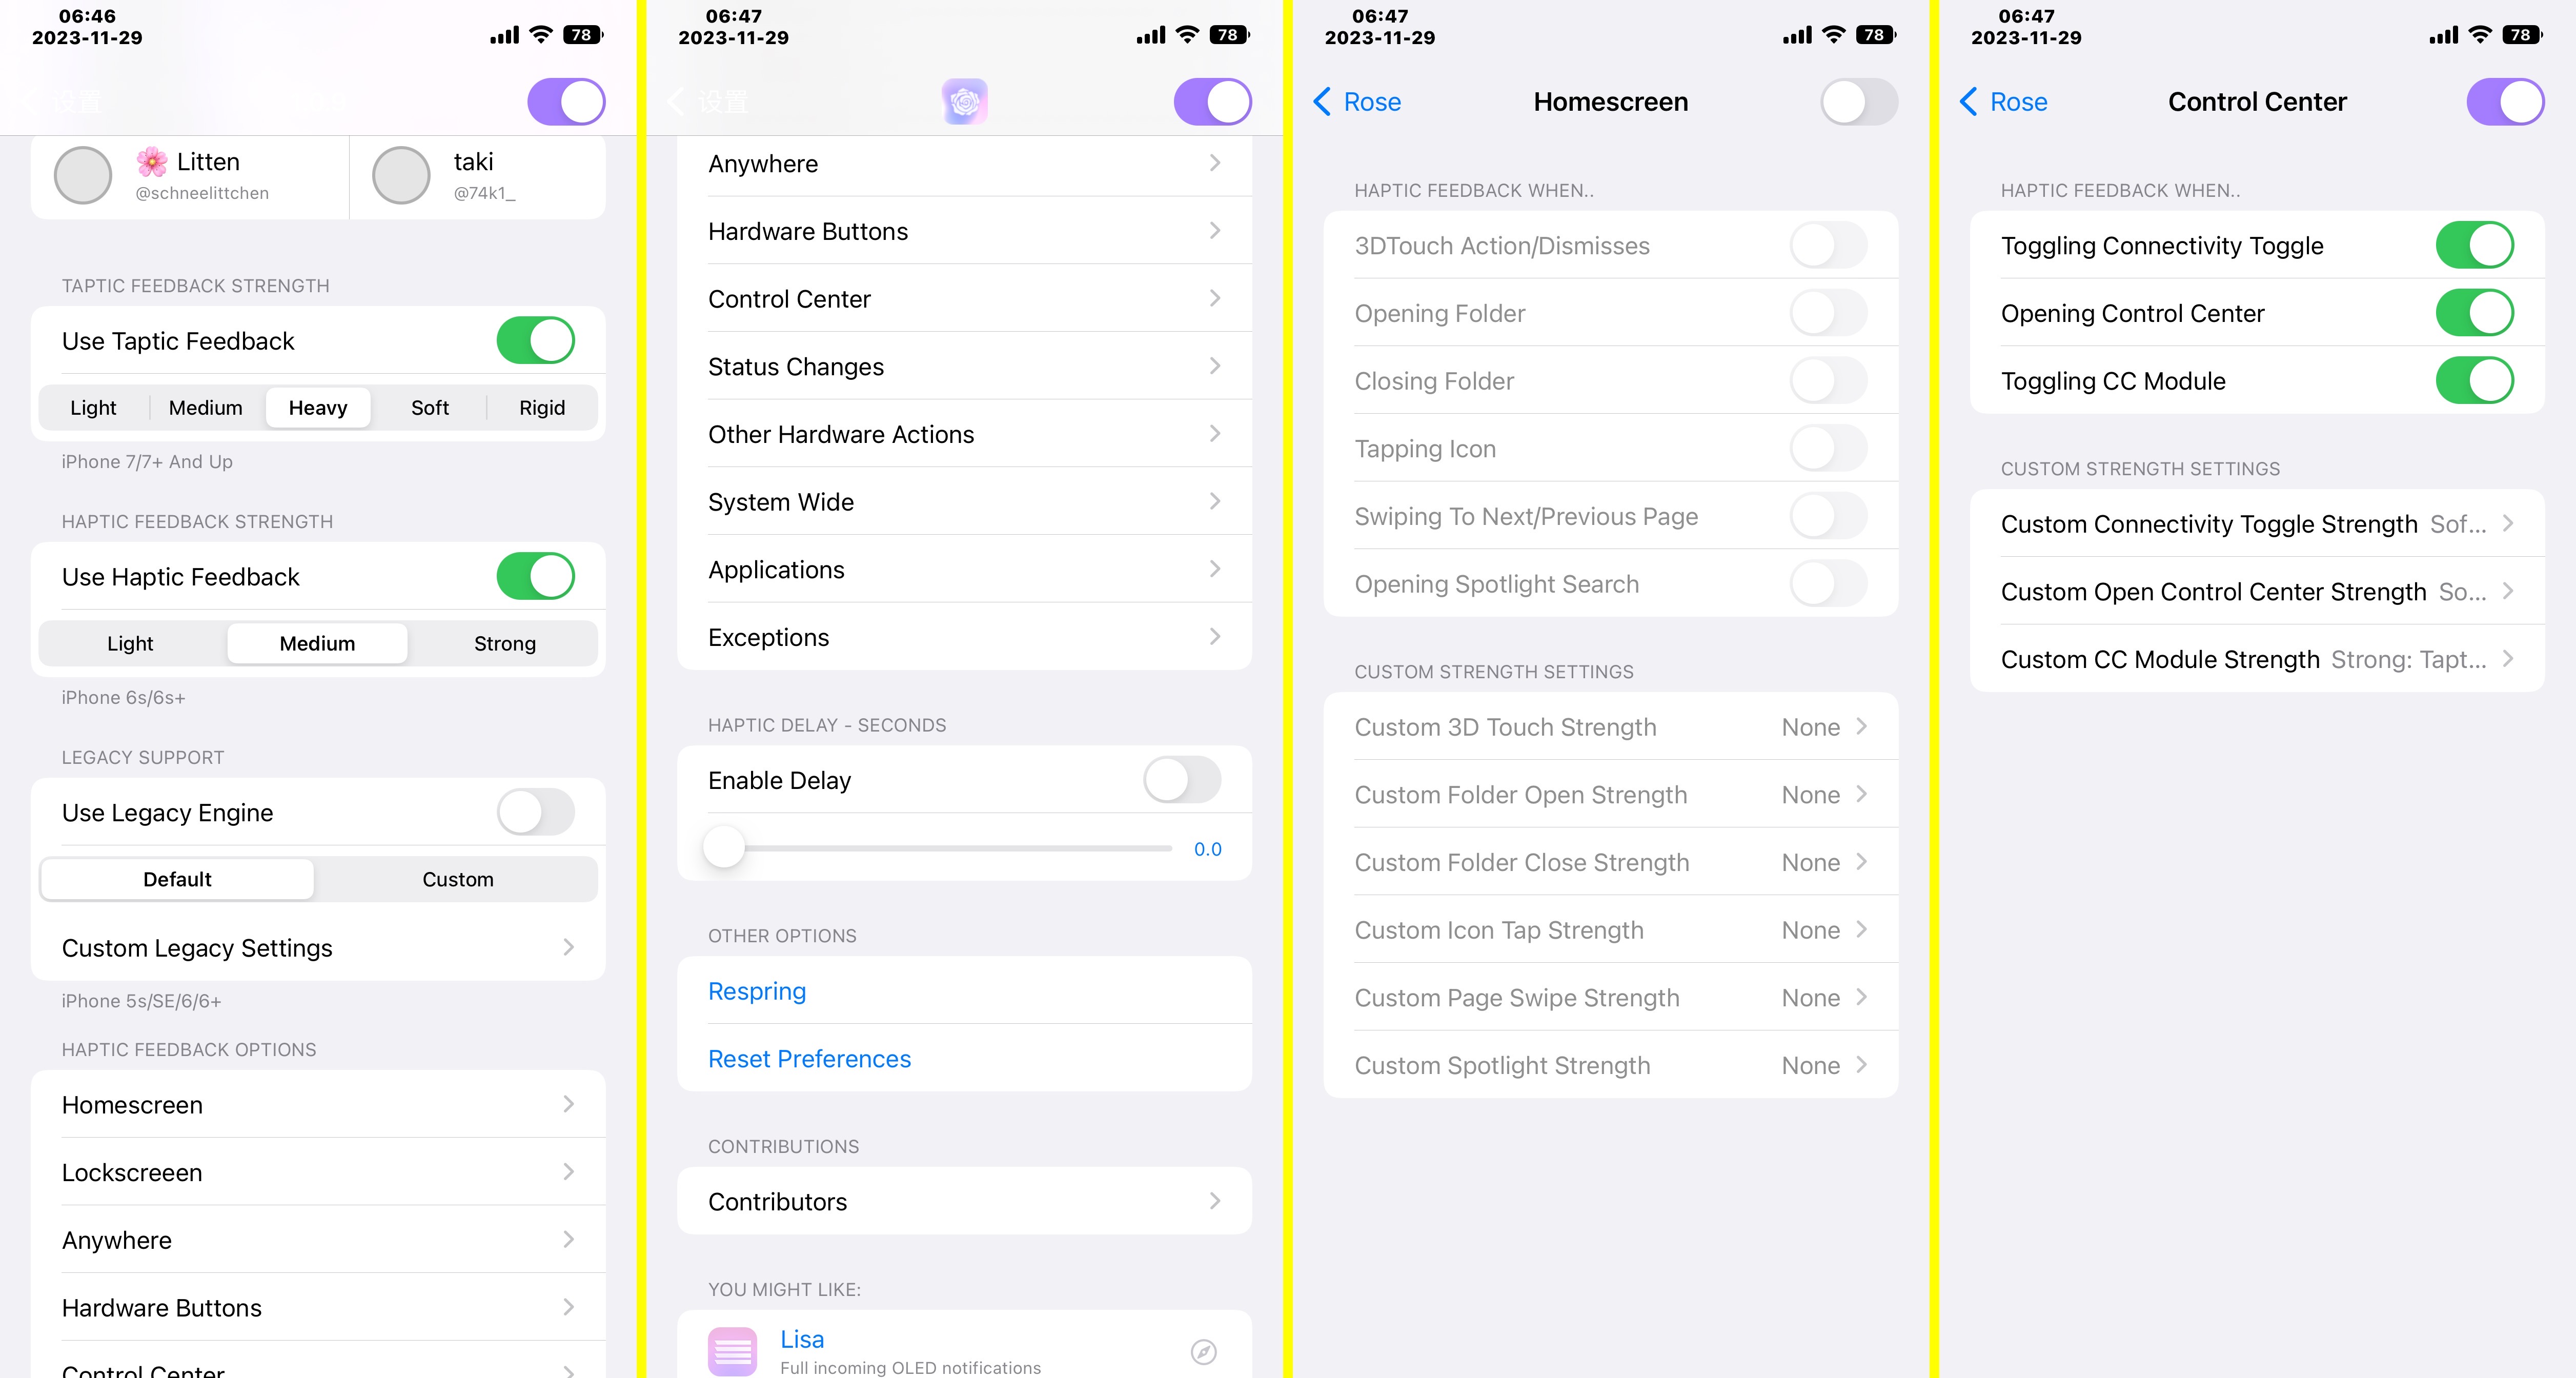 06:46
2023-11-29
78
设置
🌸 Litten
@schneelittchen
taki
@74k1_
TAPTIC FEEDBACK STRENGTH
Use Taptic Feedback
Light Medium Heavy Soft Rigid
iPhone 7/7+ And Up
HAPTIC FEEDBACK STRENGTH
Use Haptic Feedback
Light Medium Strong
iPhone 6s/6s+
LEGACY SUPPORT
Use Legacy Engine
Default Custom
Custom Legacy Settings
iPhone 5s/SE/6/6+
HAPTIC FEEDBACK OPTIONS
Homescreen
Lockscreeen
Anywhere
Hardware Buttons
Control Center
06:47
2023-11-29
78
设置
Anywhere
Hardware Buttons
Control Center
Status Changes
Other Hardware Actions
System Wide
Applications
Exceptions
HAPTIC DELAY - SECONDS
Enable Delay
0.0
OTHER OPTIONS
Respring
Reset Preferences
CONTRIBUTIONS
Contributors
YOU MIGHT LIKE:
Lisa
Full incoming OLED notifications
06:47
2023-11-29
78
Rose Homescreen
HAPTIC FEEDBACK WHEN..
3DTouch Action/Dismisses
Opening Folder
Closing Folder
Tapping Icon
Swiping To Next/Previous Page
Opening Spotlight Search
CUSTOM STRENGTH SETTINGS
Custom 3D Touch Strength None
Custom Folder Open Strength None
Custom Folder Close Strength None
Custom Icon Tap Strength None
Custom Page Swipe Strength None
Custom Spotlight Strength None
06:47
2023-11-29
78
Rose Control Center
HAPTIC FEEDBACK WHEN..
Toggling Connectivity Toggle
Opening Control Center
Toggling CC Module
CUSTOM STRENGTH SETTINGS
Custom Connectivity Toggle Strength Sof...
Custom Open Control Center Strength So...
Custom CC Module Strength Strong: Tapt...